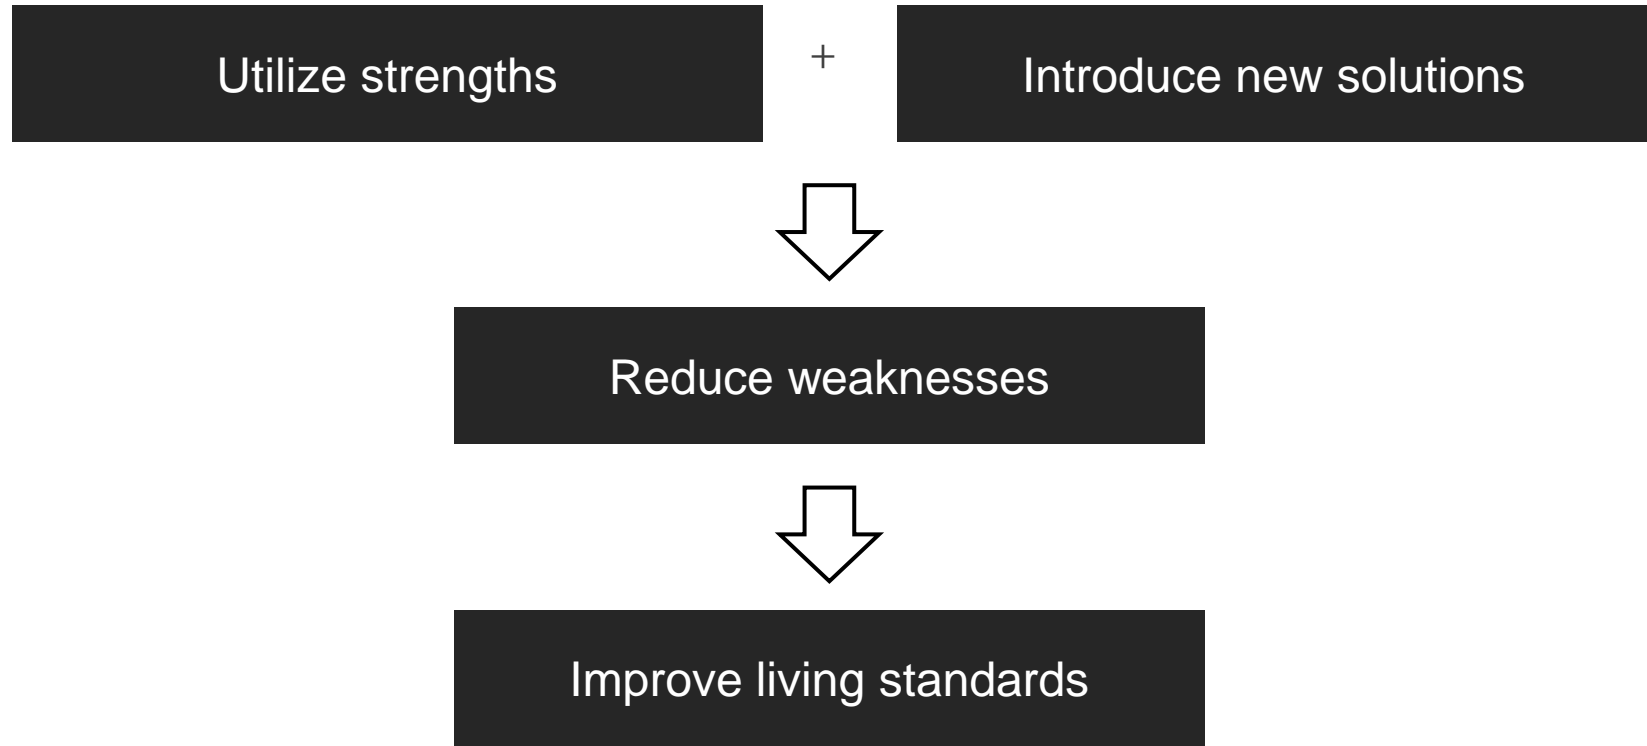 Utilize strengths
+
Introduce new solutions
Reduce weaknesses
Improve living standards